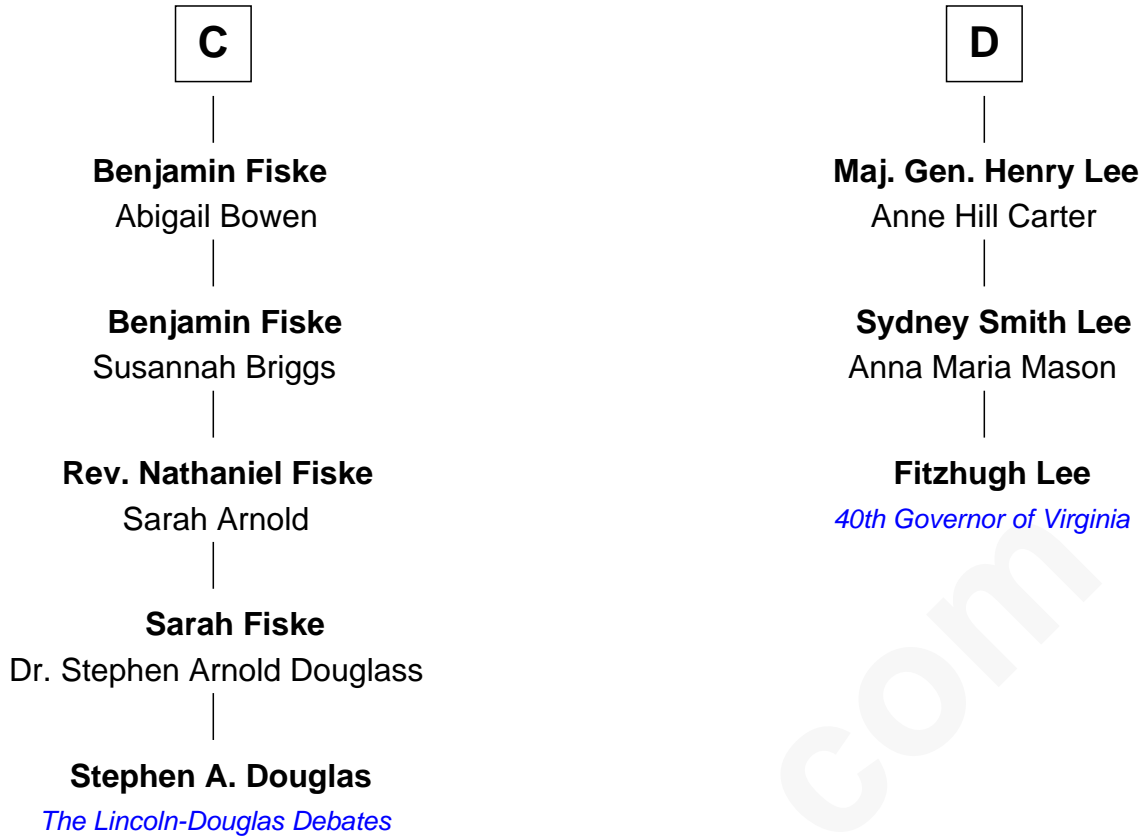 C
Benjamin Fiske
Abigail Bowen
Benjamin Fiske
Susannah Briggs
Rev. Nathaniel Fiske
Sarah Arnold
Sarah Fiske
Dr. Stephen Arnold Douglass
Stephen A. Douglas
The Lincoln-Douglas Debates
D
Maj. Gen. Henry Lee
Anne Hill Carter
Sydney Smith Lee
Anna Maria Mason
Fitzhugh Lee
40th Governor of Virginia
com